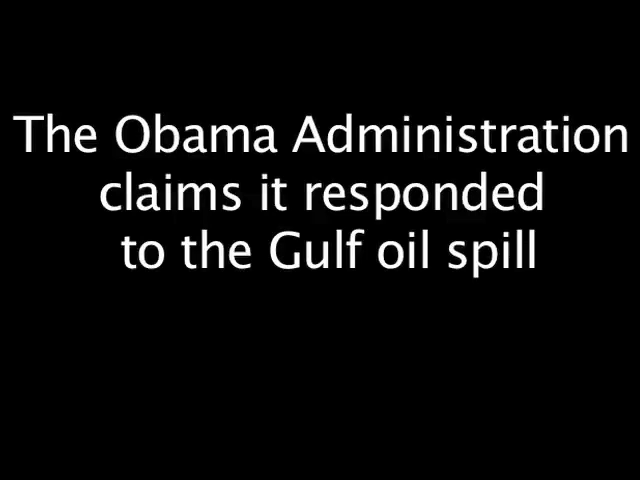 The Obama Administration
claims it responded
to the Gulf oil spill